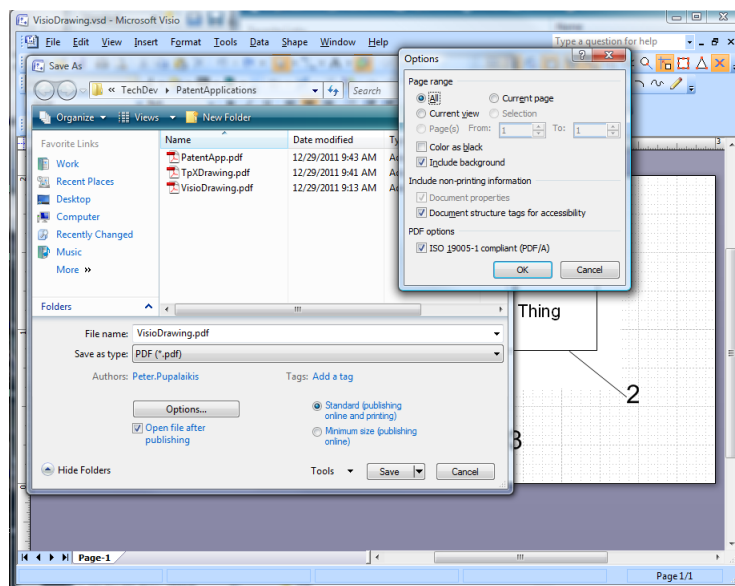 VisioDrawing.vsd - Microsoft Visio
File Edit View Insert Format Tools Data Shape Window Help
Type a question for help
Save As
« TechDev ▸ PatentApplications
Search
Organize Views New Folder
Favorite Links
Work
Recent Places
Desktop
Computer
Recently Changed
Music
More »
Folders
Name Date modified Ty
PatentApp.pdf 12/29/2011 9:43 AM
TpXDrawing.pdf 12/29/2011 9:41 AM
VisioDrawing.pdf 12/29/2011 9:13 AM
File name: VisioDrawing.pdf
Save as type: PDF (*.pdf)
Authors: Peter.Pupalaikis
Tags: Add a tag
Options...
Open file after
publishing
Standard (publishing
online and printing)
Minimum size (publishing
online)
Hide Folders
Tools Save Cancel
Options
Page range
All Current page
Current view Selection
Page(s) From: 1 To: 1
Color as black
Include background
Include non-printing information
Document properties
Document structure tags for accessibility
PDF options
ISO 19005-1 compliant (PDF/A)
OK Cancel
Thing
2
3
Page-1
Page 1/1